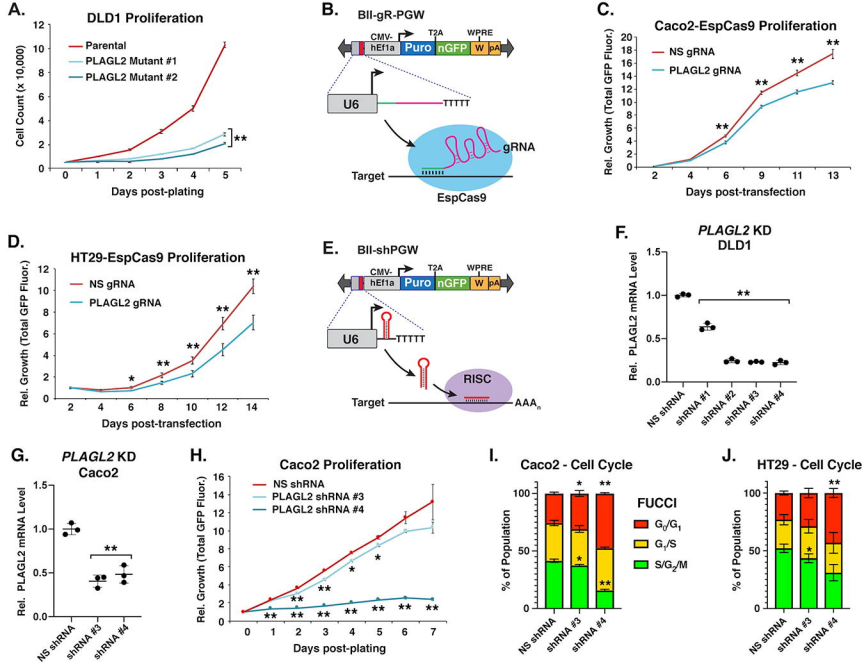 A.
DLD1 Proliferation
Cell Count (x 10,000)
12
10
8
6
4
2
0
Parental
PLAGL2 Mutant #1
PLAGL2 Mutant #2
**
0 1 2 3 4 5
Days post-plating
B.
BII-gR-PGW
CMV-
hEf1a
T2A
WPRE
Puro
nGFP
W
pA
U6
TTTTT
gRNA
Target
EspCas9
C.
Caco2-EspCas9 Proliferation
Rel. Growth (Total GFP Fluor.)
20
18
16
14
12
10
8
6
4
2
0
NS gRNA
PLAGL2 gRNA
** ** ** **
2 4 6 9 11 13
Days post-transfection
D.
HT29-EspCas9 Proliferation
Rel. Growth (Total GFP Fluor.)
12
10
8
6
4
2
0
NS gRNA
PLAGL2 gRNA
* ** ** ** **
2 4 6 8 10 12 14
Days post-transfection
E.
BII-shPGW
CMV-
hEf1a
T2A
WPRE
Puro
nGFP
W
pA
U6
TTTTT
RISC
Target
AAAn
F.
PLAGL2 KD
DLD1
Rel. PLAGL2 mRNA Level
1.5
1.0
0.5
0.0
**
NS shRNA
shRNA #1
shRNA #2
shRNA #3
shRNA #4
G.
PLAGL2 KD
Caco2
Rel. PLAGL2 mRNA Level
1.5
1.0
0.5
0.0
**
NS shRNA
shRNA #3
shRNA #4
H.
Caco2 Proliferation
Rel. Growth (Total GFP Fluor.)
16
14
12
10
8
6
4
2
0
NS shRNA
PLAGL2 shRNA #3
PLAGL2 shRNA #4
** ** * *
** ** ** ** ** ** **
0 1 2 3 4 5 6 7
Days post-plating
I.
Caco2 - Cell Cycle
% of Population
100
50
0
* **
*
**
NS shRNA
shRNA #3
shRNA #4
FUCCI
G0/G1
G1/S
S/G2/M
J.
HT29 - Cell Cycle
% of Population
100
50
0
**
*
NS shRNA
shRNA #3
shRNA #4